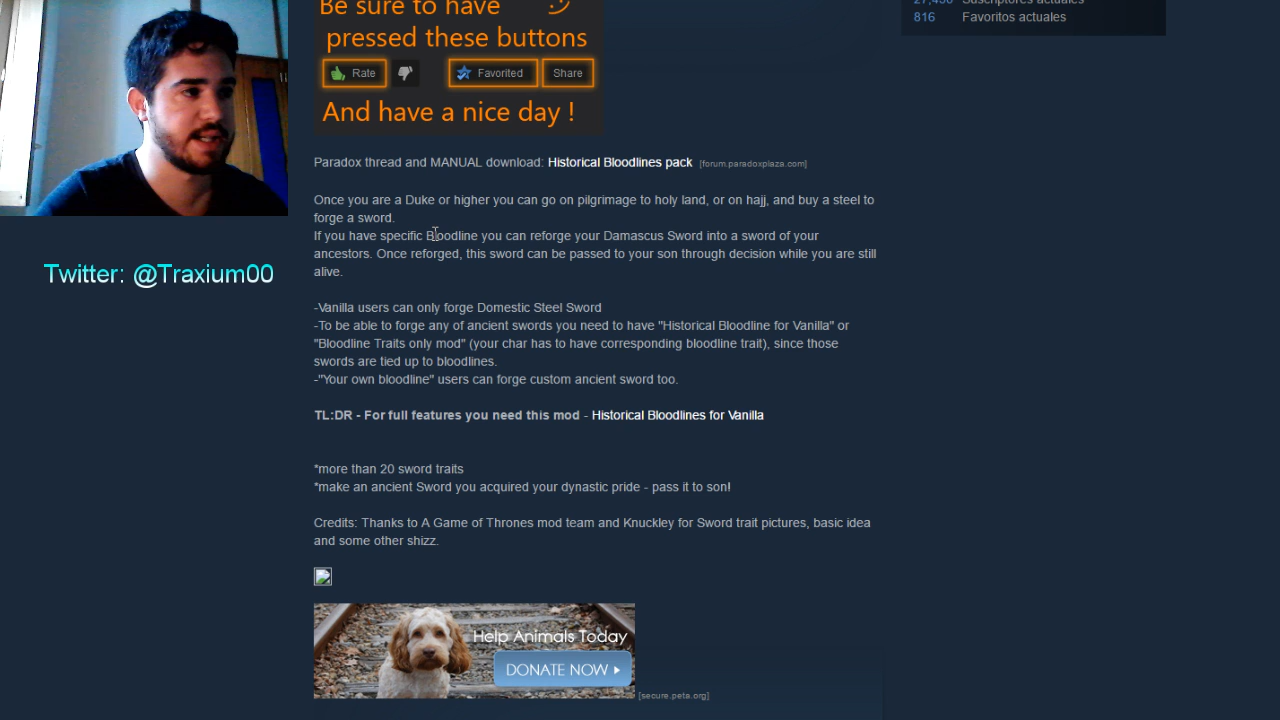 Be sure to have
pressed these buttons
Rate
Favorited
Share
And have a nice day !
Suscriptores actuales
816 Favoritos actuales
Paradox thread and MANUAL download: Historical Bloodlines pack [forum.paradoxplaza.com]
Once you are a Duke or higher you can go on pilgrimage to holy land, or on hajj, and buy a steel to
forge a sword.
If you have specific Bloodline you can reforge your Damascus Sword into a sword of your
ancestors. Once reforged, this sword can be passed to your son through decision while you are still
alive.
Twitter: @Traxium00
-Vanilla users can only forge Domestic Steel Sword
-To be able to forge any of ancient swords you need to have "Historical Bloodline for Vanilla" or
"Bloodline Traits only mod" (your char has to have corresponding bloodline trait), since those
swords are tied up to bloodlines.
-"Your own bloodline" users can forge custom ancient sword too.
TL:DR - For full features you need this mod - Historical Bloodlines for Vanilla
*more than 20 sword traits
*make an ancient Sword you acquired your dynastic pride - pass it to son!
Credits: Thanks to A Game of Thrones mod team and Knuckley for Sword trait pictures, basic idea
and some other shizz.
Help Animals Today
DONATE NOW
[secure.peta.org]